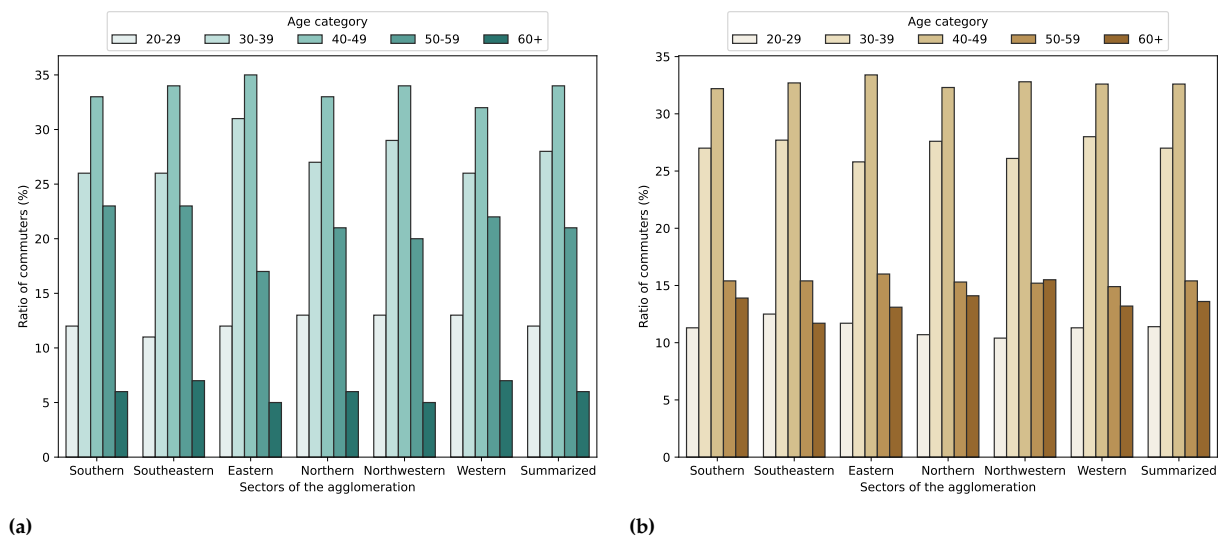 Age category
20-29 30-39 40-49 50-59 60+
35
30
25
20
15
10
5
0
Ratio of commuters (%)
Southern Southeastern Eastern Northern Northwestern Western Summarized
Sectors of the agglomeration
(a)
Age category
20-29 30-39 40-49 50-59 60+
35
30
25
20
15
10
5
0
Ratio of commuters (%)
Southern Southeastern Eastern Northern Northwestern Western Summarized
Sectors of the agglomeration
(b)